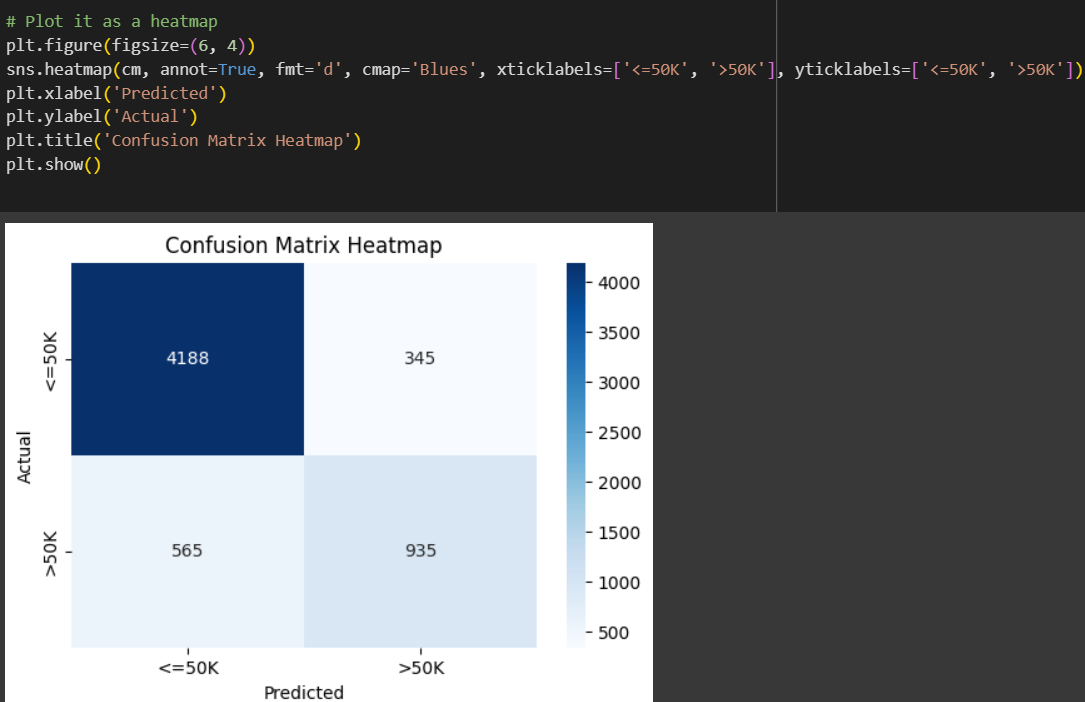 # Plot it as a heatmap
plt.figure(figsize=(6, 4))
sns.heatmap(cm, annot=True, fmt='d', cmap='Blues', xticklabels=['<=50K', '>50K'], yticklabels=['<=50K', '>50K'])
plt.xlabel('Predicted')
plt.ylabel('Actual')
plt.title('Confusion Matrix Heatmap')
plt.show()
Confusion Matrix Heatmap
Actual
<=50K
>50K
4188
345
565
935
<=50K
>50K
Predicted
4000
3500
3000
2500
2000
1500
1000
500